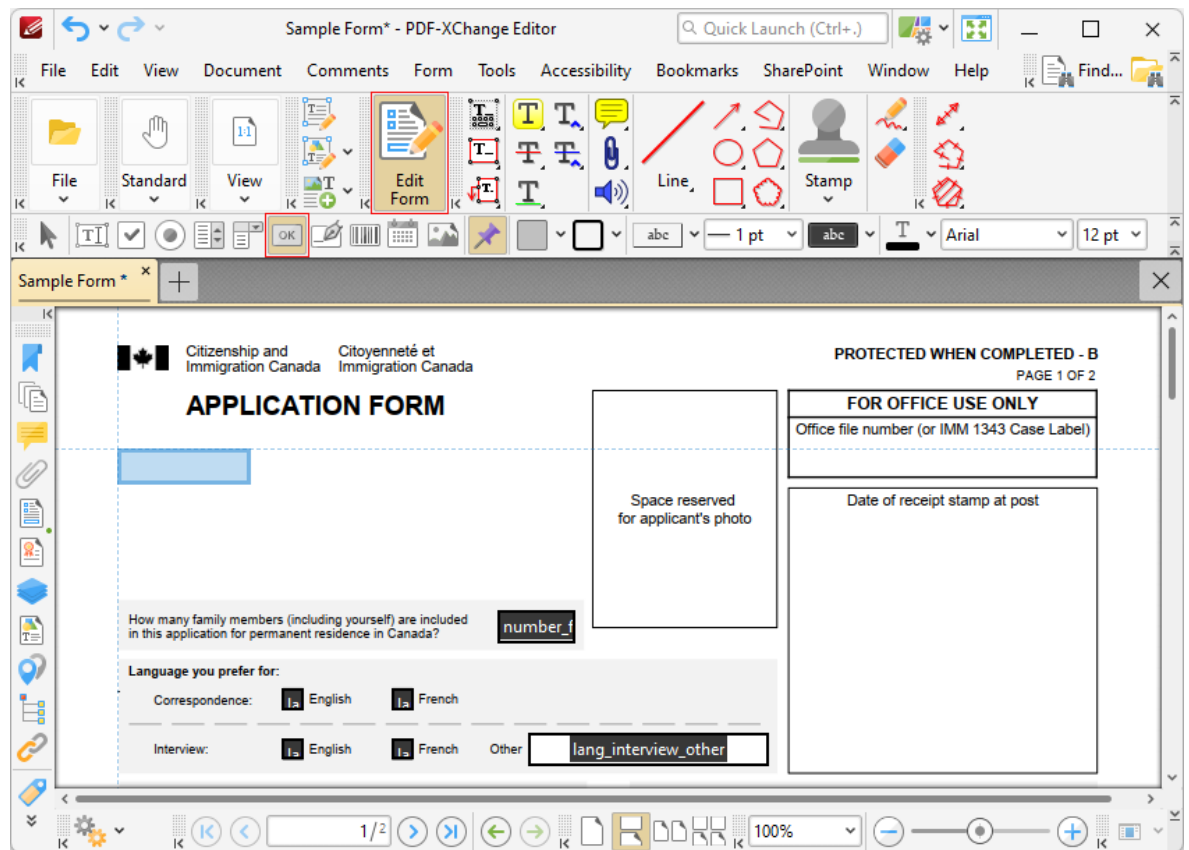 Sample Form* - PDF-XChange Editor
Quick Launch (Ctrl+.)
File Edit View Document Comments Form Tools Accessibility Bookmarks SharePoint Window Help Find...
File
Standard
View
Edit
Form
Line
Stamp
OK
abc
1 pt
abc
Arial
12 pt
Sample Form *
Citizenship and
Immigration Canada
Citoyenneté et
Immigration Canada
PROTECTED WHEN COMPLETED - B
PAGE 1 OF 2
APPLICATION FORM
FOR OFFICE USE ONLY
Office file number (or IMM 1343 Case Label)
Space reserved
for applicant's photo
Date of receipt stamp at post
How many family members (including yourself) are included
in this application for permanent residence in Canada?
number_f
Language you prefer for:
Correspondence: English French
Interview: English French Other lang_interview_other
1/2
100%